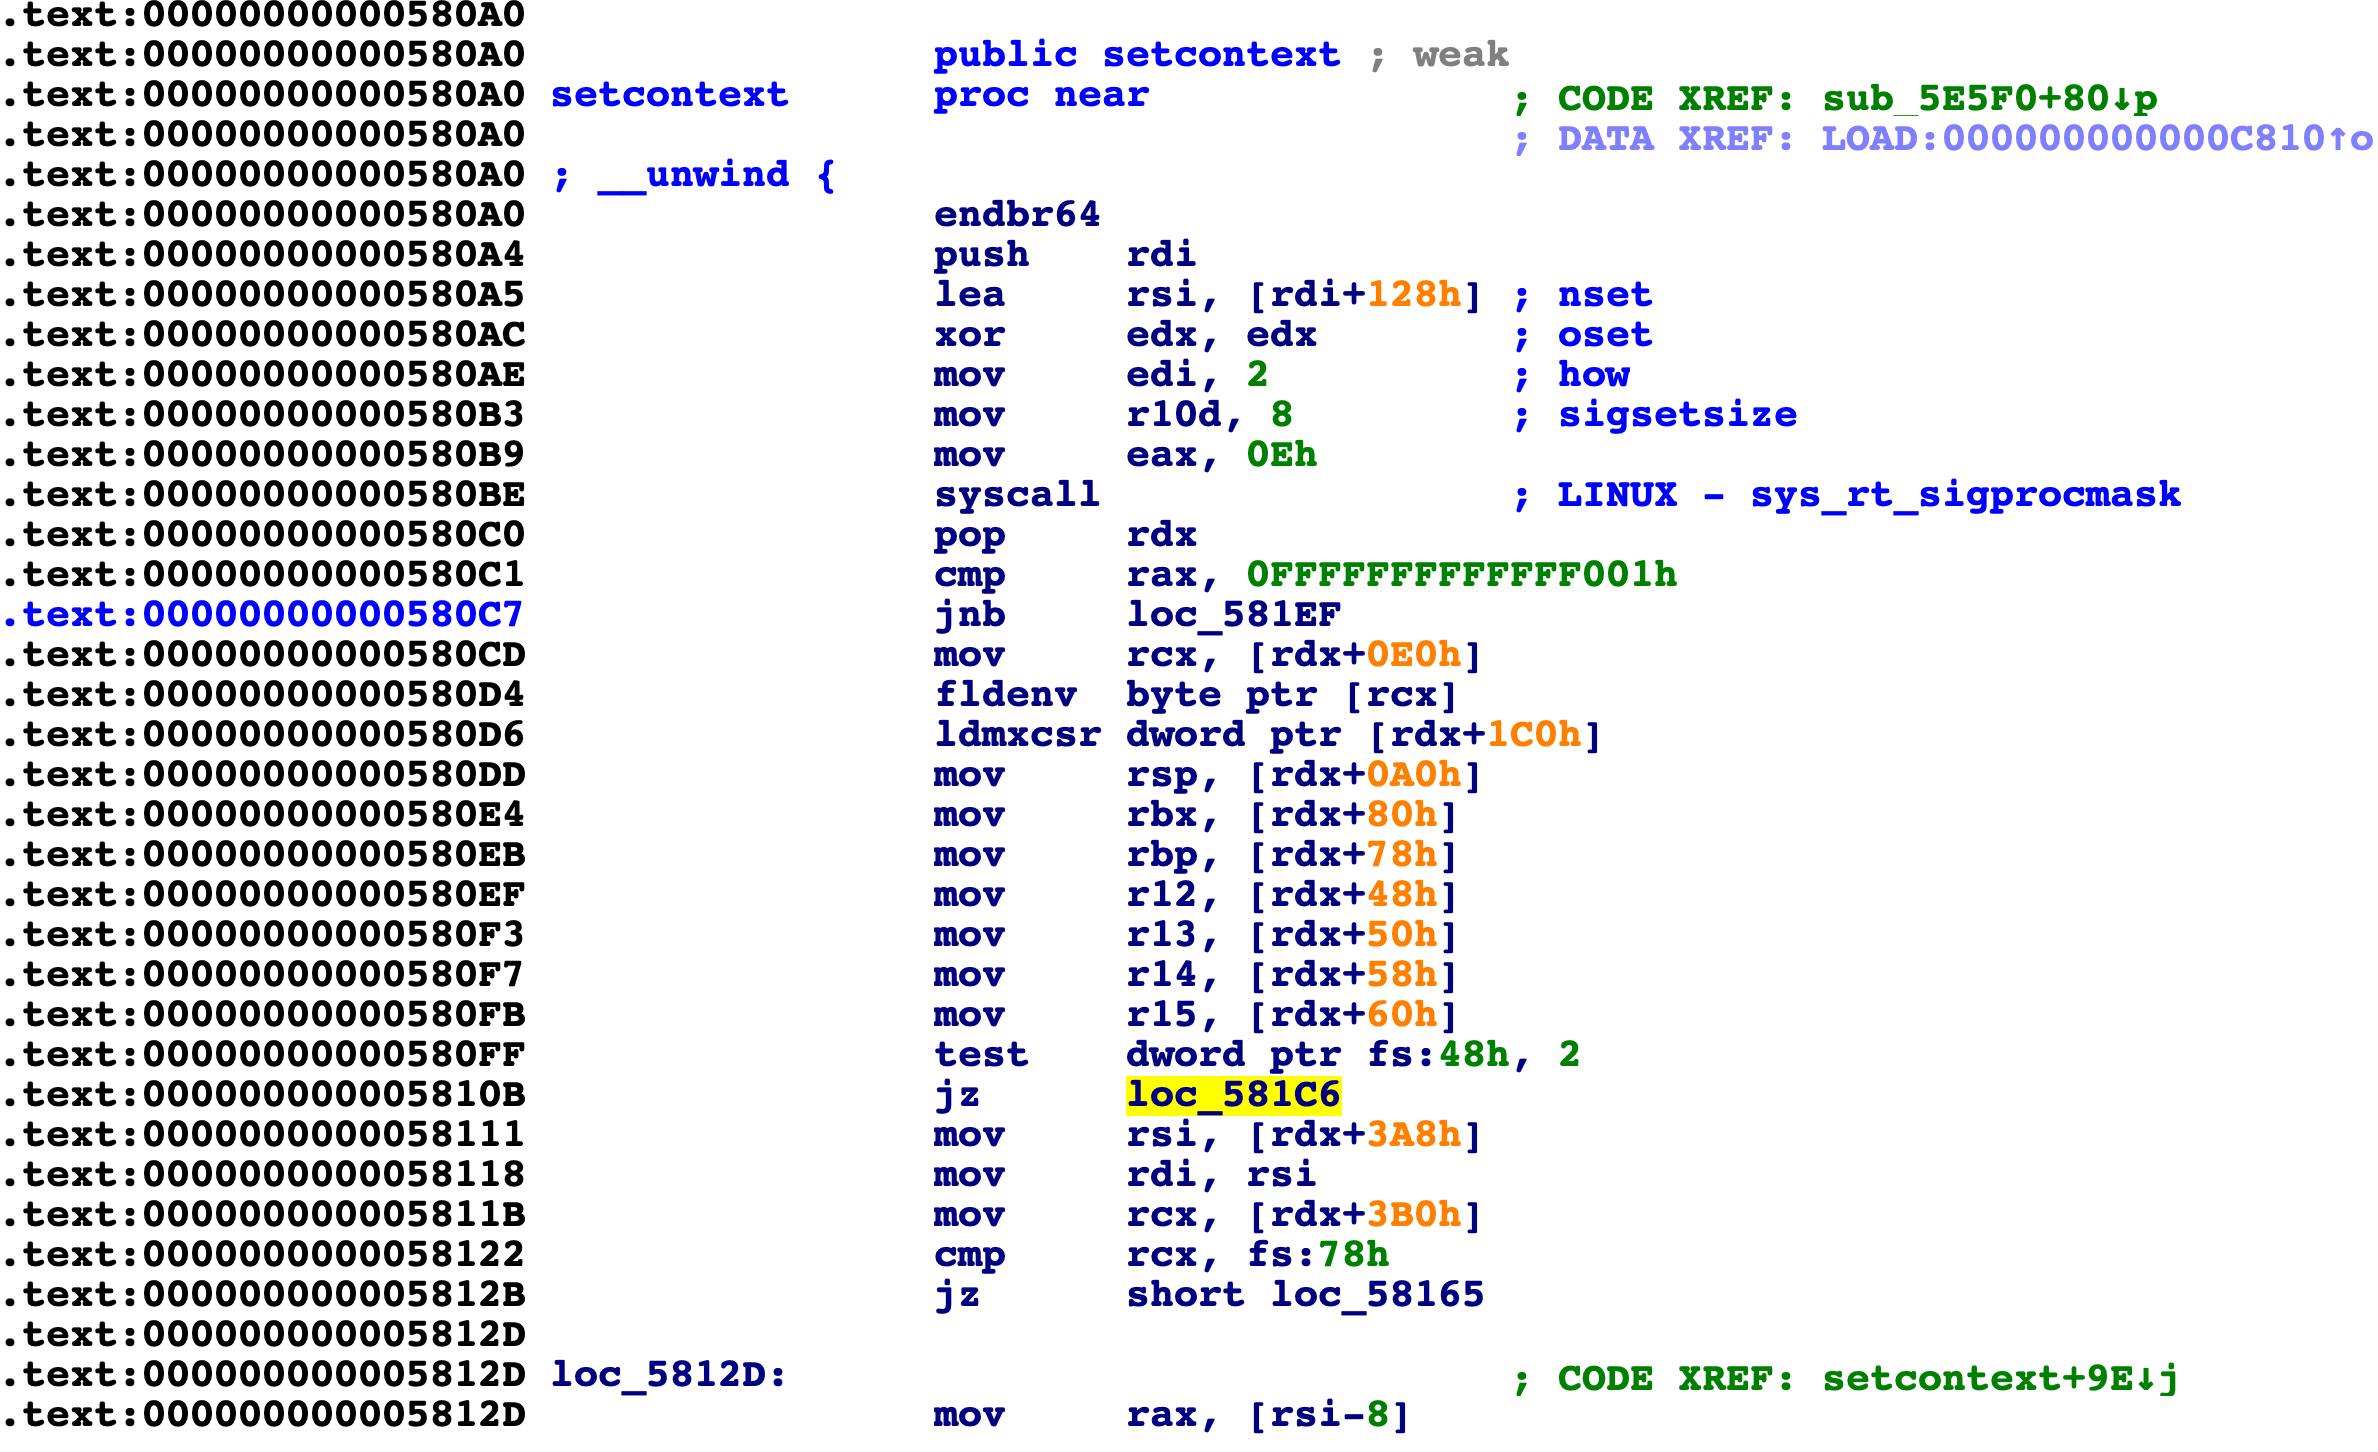 .text:00000000000580A0
.text:00000000000580A0 public setcontext ; weak
.text:00000000000580A0 setcontext proc near ; CODE XREF: sub_5E5F0+80↓p
.text:00000000000580A0 ; DATA XREF: LOAD:000000000000C810↑o
.text:00000000000580A0 ; __unwind {
.text:00000000000580A0 endbr64
.text:00000000000580A4 push rdi
.text:00000000000580A5 lea rsi, [rdi+128h] ; nset
.text:00000000000580AC xor edx, edx ; oset
.text:00000000000580AE mov edi, 2 ; how
.text:00000000000580B3 mov r10d, 8 ; sigsetsize
.text:00000000000580B9 mov eax, 0Eh
.text:00000000000580BE syscall ; LINUX - sys_rt_sigprocmask
.text:00000000000580C0 pop rdx
.text:00000000000580C1 cmp rax, 0FFFFFFFFFFFFF001h
.text:00000000000580C7 jnb loc_581EF
.text:00000000000580CD mov rcx, [rdx+0E0h]
.text:00000000000580D4 fldenv byte ptr [rcx]
.text:00000000000580D6 ldmxcsr dword ptr [rdx+1C0h]
.text:00000000000580DD mov rsp, [rdx+0A0h]
.text:00000000000580E4 mov rbx, [rdx+80h]
.text:00000000000580EB mov rbp, [rdx+78h]
.text:00000000000580EF mov r12, [rdx+48h]
.text:00000000000580F3 mov r13, [rdx+50h]
.text:00000000000580F7 mov r14, [rdx+58h]
.text:00000000000580FB mov r15, [rdx+60h]
.text:00000000000580FF test dword ptr fs:48h, 2
.text:000000000005810B jz loc_581C6
.text:0000000000058111 mov rsi, [rdx+3A8h]
.text:0000000000058118 mov rdi, rsi
.text:000000000005811B mov rcx, [rdx+3B0h]
.text:0000000000058122 cmp rcx, fs:78h
.text:000000000005812B jz short loc_58165
.text:000000000005812D
.text:000000000005812D loc_5812D: ; CODE XREF: setcontext+9E↓j
.text:000000000005812D mov rax, [rsi-8]